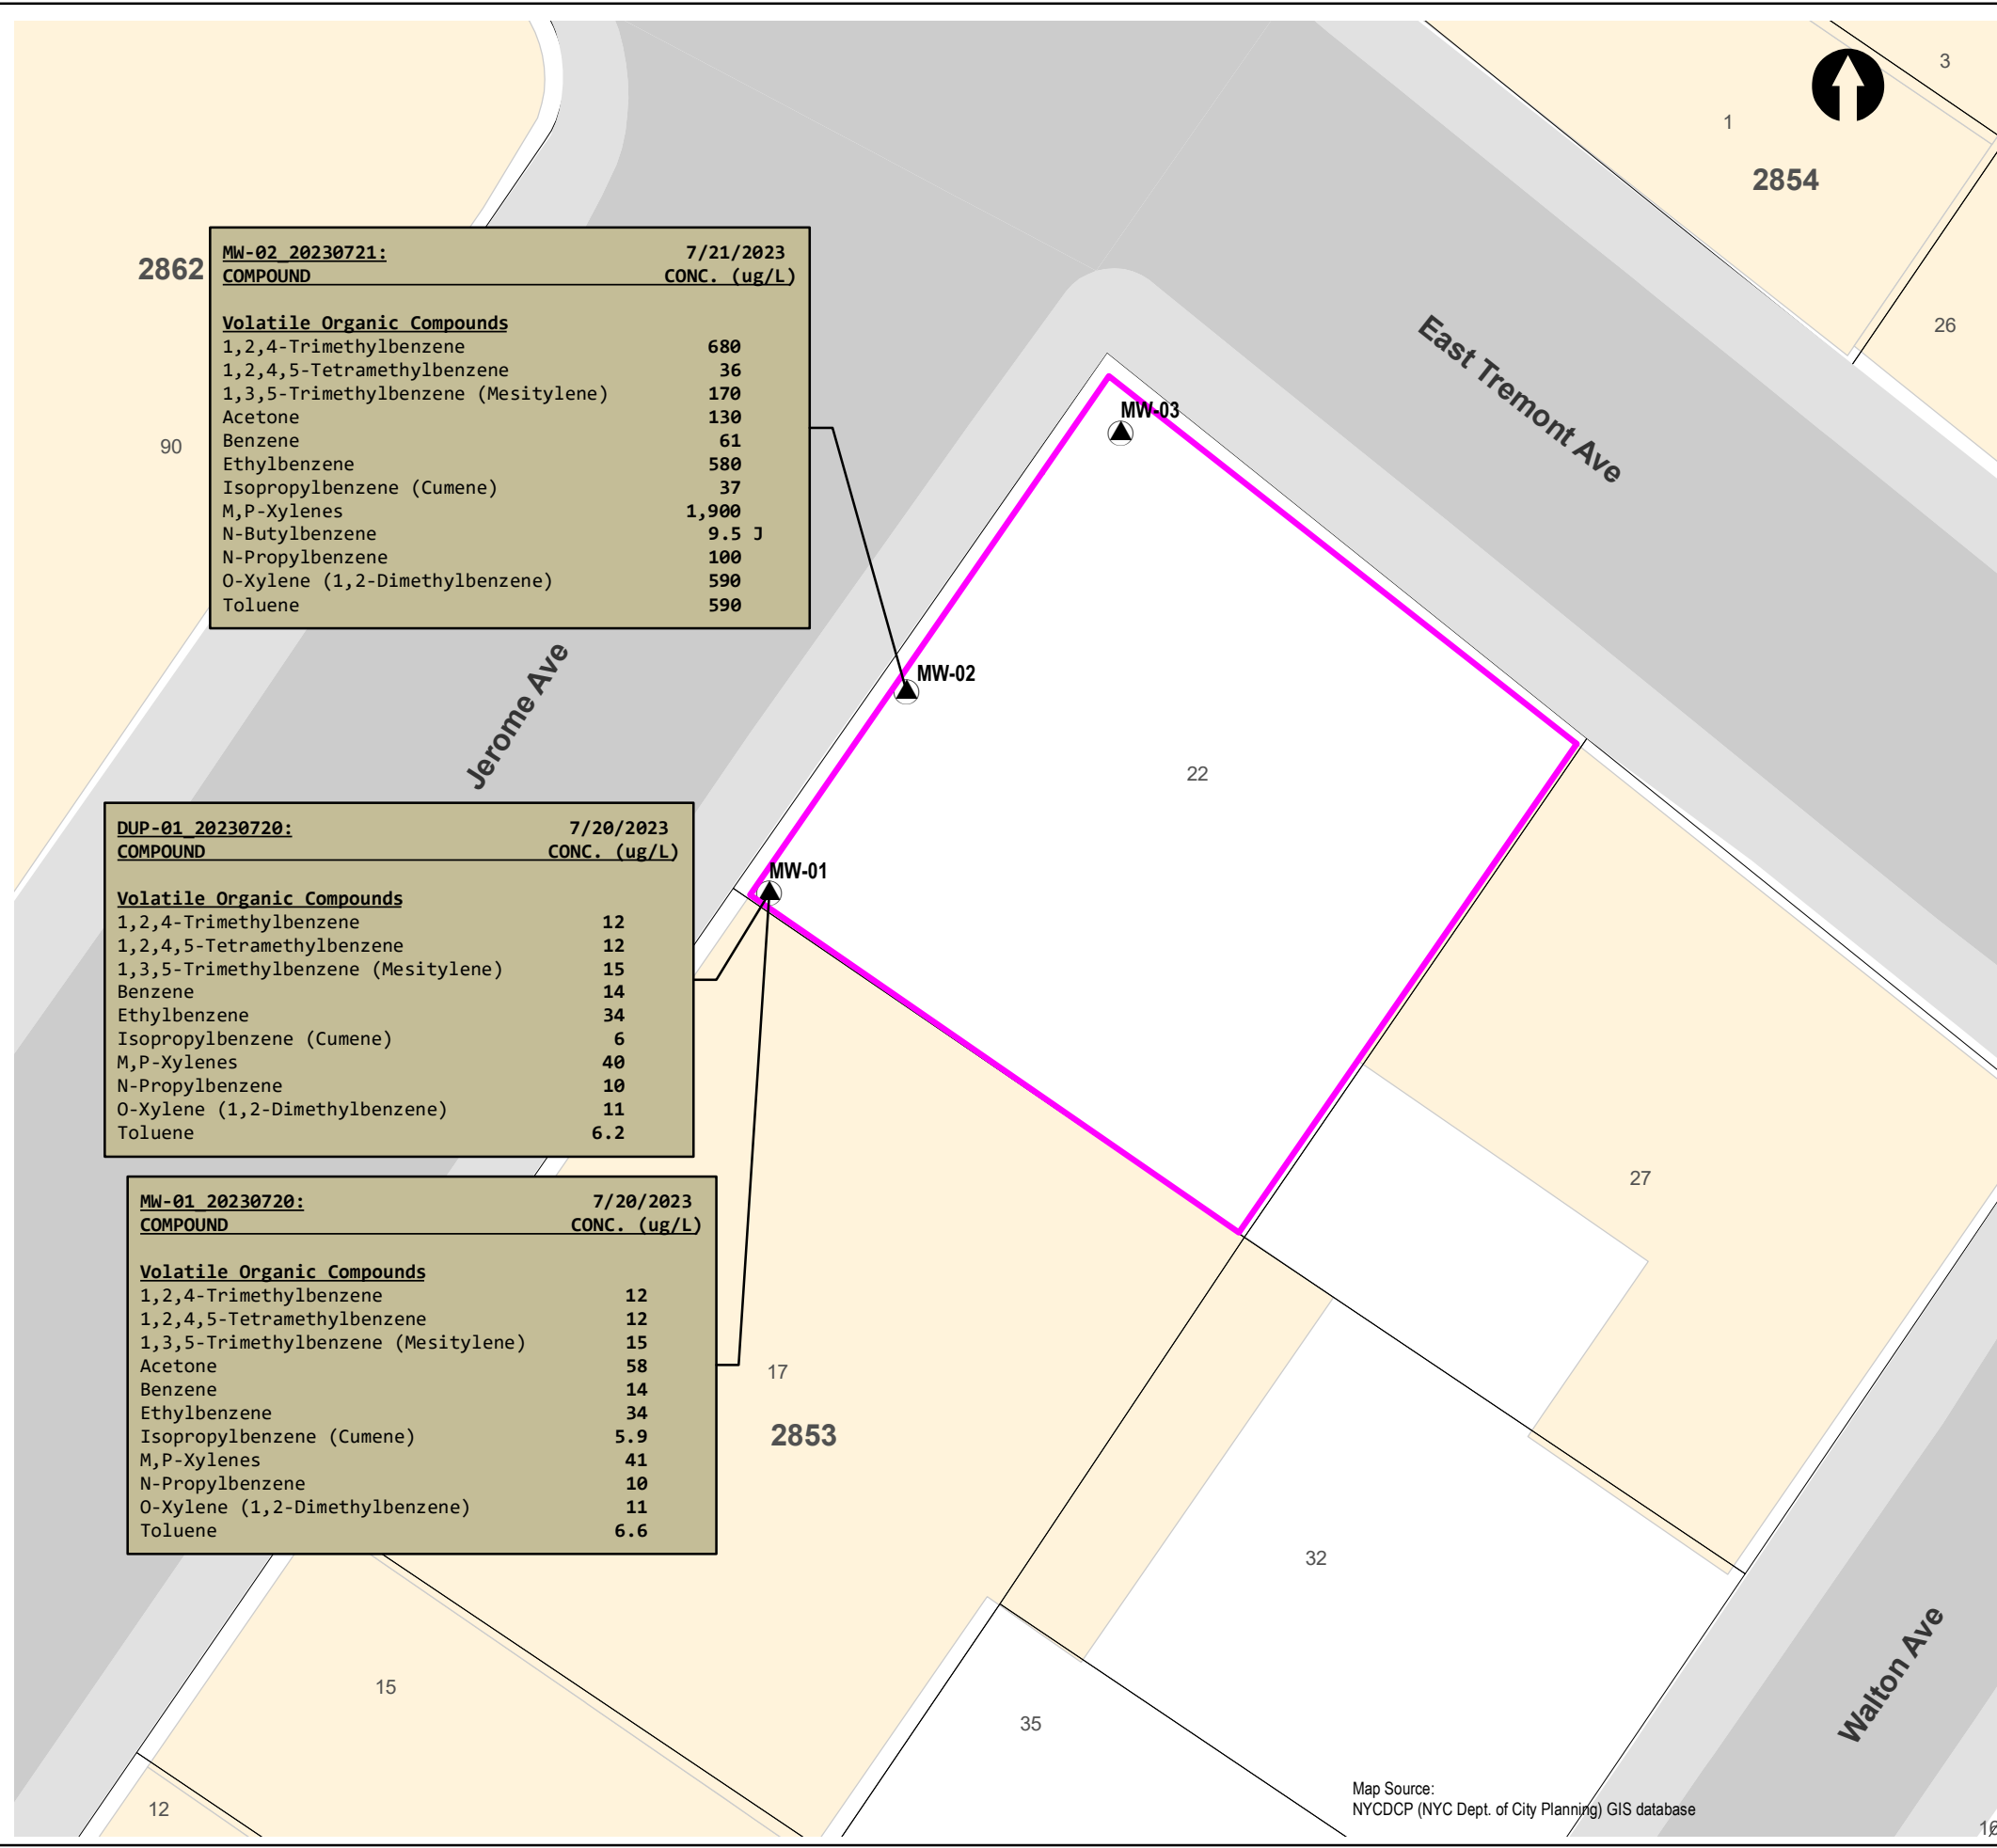 3
1
2854
26
East Tremont Ave
2862
90
MW-02_20230721: 7/21/2023
COMPOUND CONC. (ug/L)
Volatile Organic Compounds
1,2,4-Trimethylbenzene 680
1,2,4,5-Tetramethylbenzene 36
1,3,5-Trimethylbenzene (Mesitylene) 170
Acetone 130
Benzene 61
Ethylbenzene 580
Isopropylbenzene (Cumene) 37
M,P-Xylenes 1,900
N-Butylbenzene 9.5 J
N-Propylbenzene 100
O-Xylene (1,2-Dimethylbenzene) 590
Toluene 590
MW-03
MW-02
Jerome Ave
22
MW-01
DUP-01_20230720: 7/20/2023
COMPOUND CONC. (ug/L)
Volatile Organic Compounds
1,2,4-Trimethylbenzene 12
1,2,4,5-Tetramethylbenzene 12
1,3,5-Trimethylbenzene (Mesitylene) 15
Benzene 14
Ethylbenzene 34
Isopropylbenzene (Cumene) 6
M,P-Xylenes 40
N-Propylbenzene 10
O-Xylene (1,2-Dimethylbenzene) 11
Toluene 6.2
MW-01_20230720: 7/20/2023
COMPOUND CONC. (ug/L)
Volatile Organic Compounds
1,2,4-Trimethylbenzene 12
1,2,4,5-Tetramethylbenzene 12
1,3,5-Trimethylbenzene (Mesitylene) 15
Acetone 58
Benzene 14
Ethylbenzene 34
Isopropylbenzene (Cumene) 5.9
M,P-Xylenes 41
N-Propylbenzene 10
O-Xylene (1,2-Dimethylbenzene) 11
Toluene 6.6
27
17
2853
32
15
35
12
Walton Ave
Map Source:
NYCDCP (NYC Dept. of City Planning) GIS database